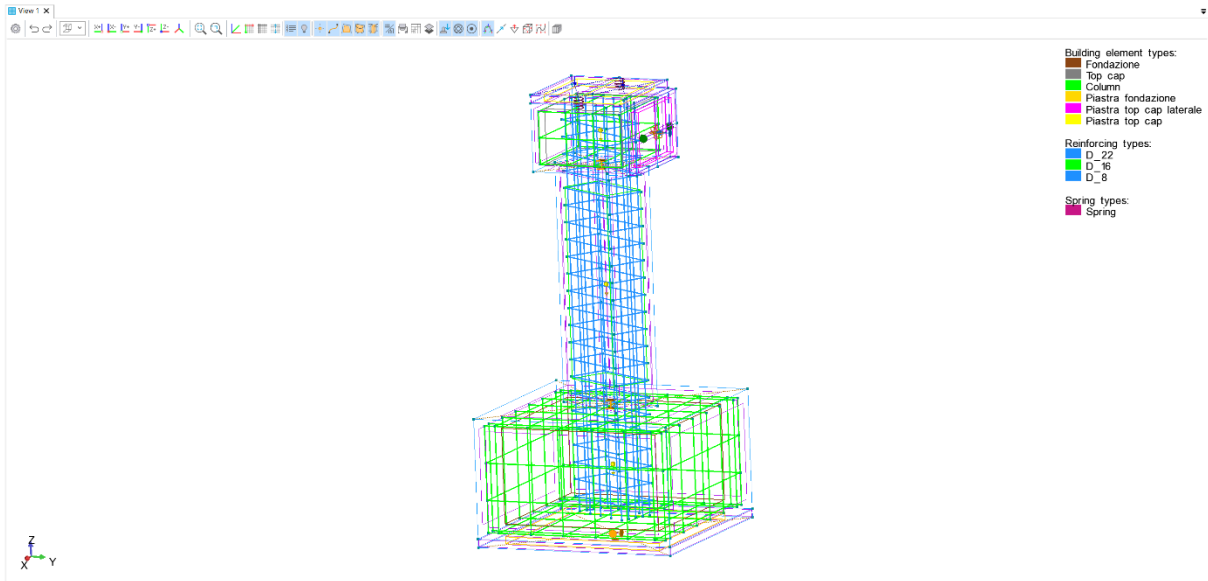 View 1
Building element types:
Fondazione
Top cap
Column
Piastra fondazione
Piastra top cap laterale
Piastra top cap
Reinforcing types:
D_22
D_16
D_8
Spring types:
Spring
Z
X
Y